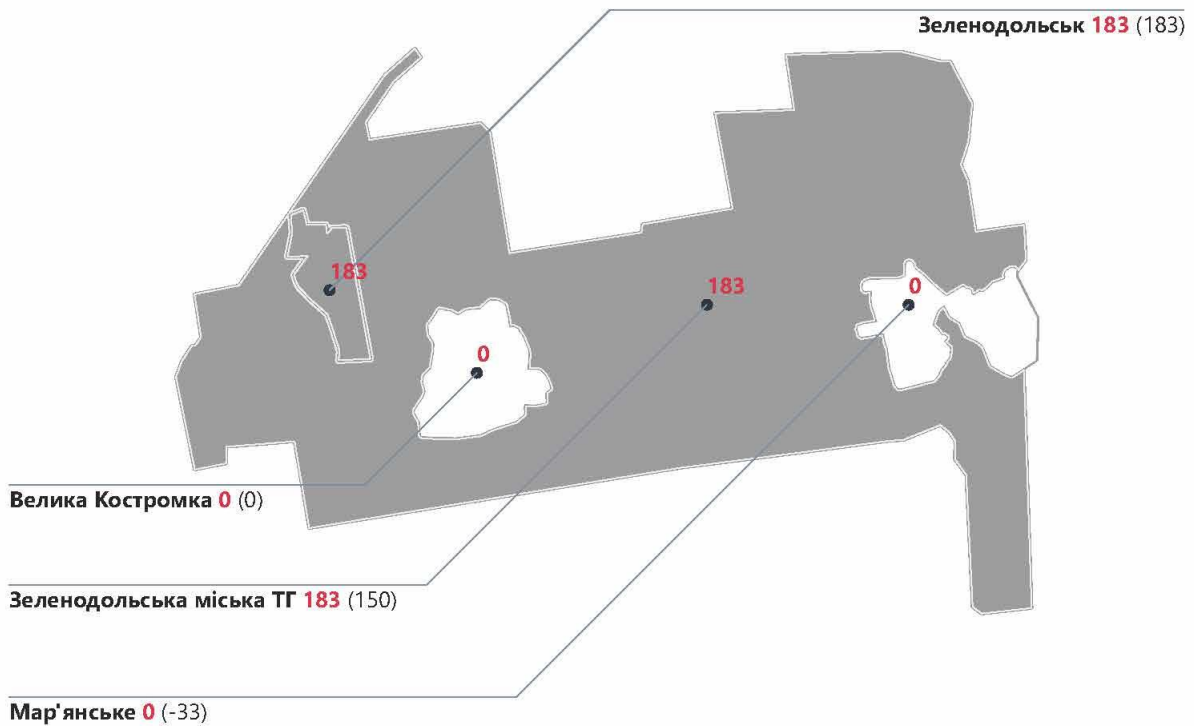 Зеленодольськ 183 (183)
183
183
0
0
Велика Костромка 0 (0)
Зеленодольська міська ТГ 183 (150)
Мар'янське 0 (-33)